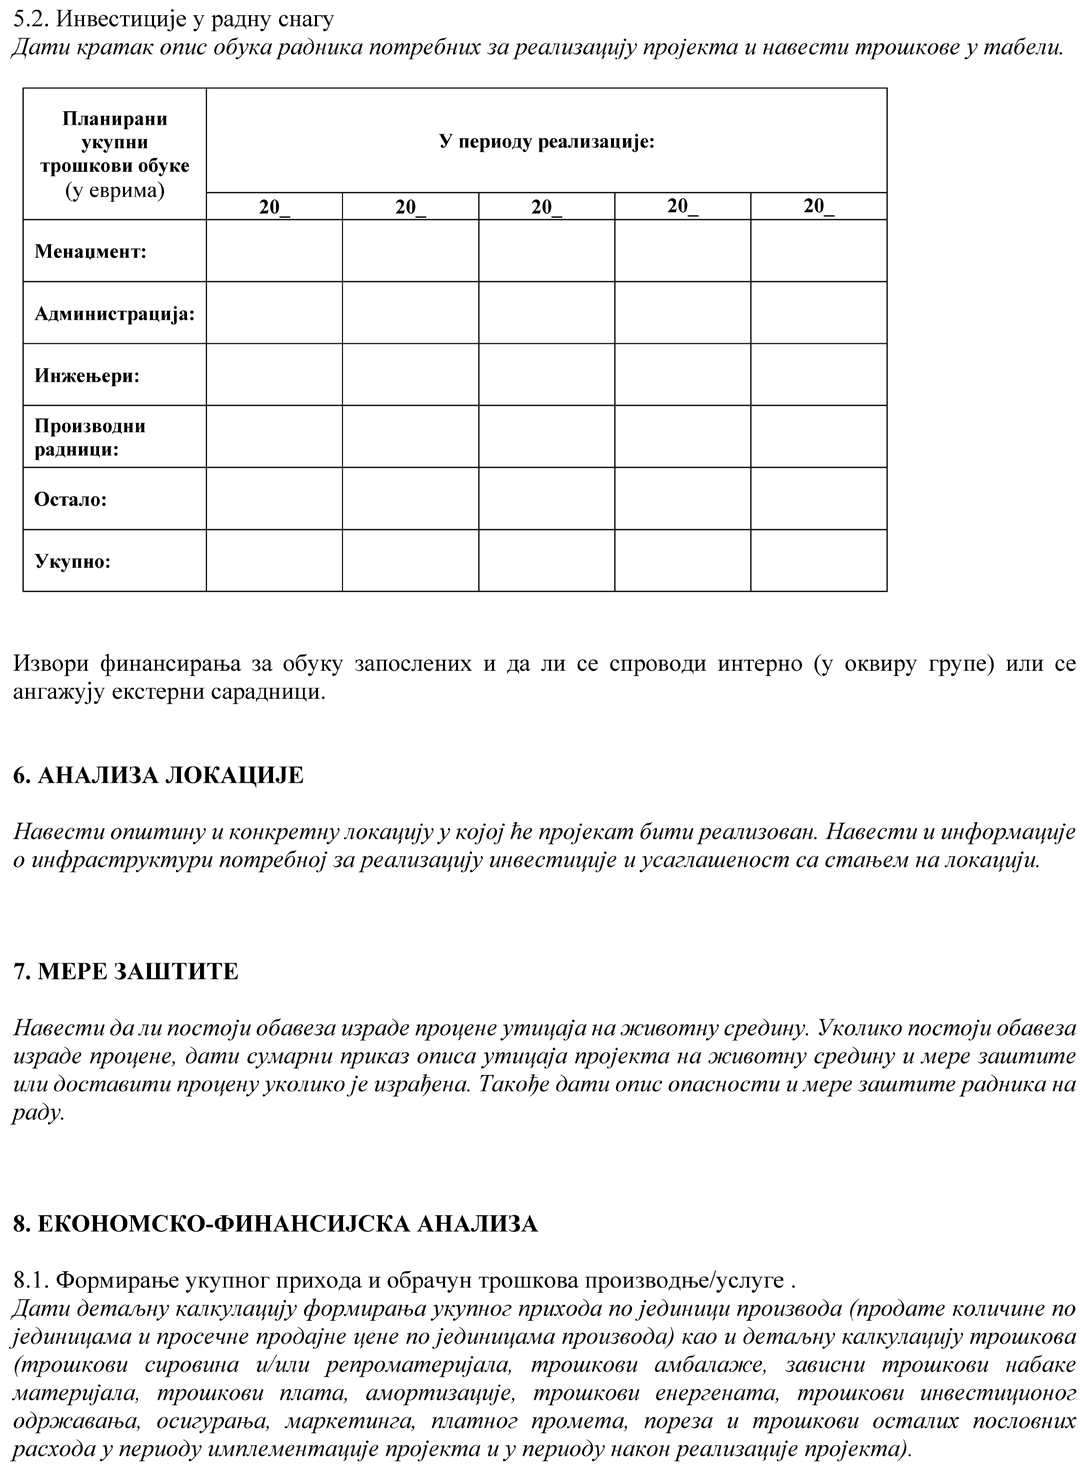 5.2. Инвестиције у радну снагу
Дати кратак опис обука радника потребних за реализацију пројекта и навести трошкове у табели.
Планирани
укупни
трошкови обуке
(у еврима)
У периоду реализације:
20_ 20_ 20_ 20_ 20_
Менаџмент:
Администрација:
Инжењери:
Производни
радници:
Остало:
Укупно:
Извори финансирања за обуку запослених и да ли се спроводи интерно (у оквиру групе) или се
ангажују екстерни сарадници.
6. АНАЛИЗА ЛОКАЦИЈЕ
Навести општину и конкретну локацију у којој ће пројекат бити реализован. Навести и информације
о инфраструктури потребној за реализацију инвестиције и усаглашеност са стањем на локацији.
7. МЕРЕ ЗАШТИТЕ
Навести да ли постоји обавеза израде процене утицаја на животну средину. Уколико постоји обавеза
израде процене, дати сумарни приказ описа утицаја пројекта на животну средину и мере заштите
или доставити процену уколико је израђена. Такође дати опис опасности и мере заштите радника на
раду.
8. ЕКОНОМСКО-ФИНАНСИЈСКА АНАЛИЗА
8.1. Формирање укупног прихода и обрачун трошкова производње/услуге .
Дати детаљну калкулацију формирања укупног прихода по јединици производа (продате количине по
јединицама и просечне продајне цене по јединицама производа) као и детаљну калкулацију трошкова
(трошкови сировина и/или репроматеријала, трошкови амбалаже, зависни трошкови набаке
материјала, трошкови плата, амортизације, трошкови енергената, трошкови инвестиционог
одржавања, осигурања, маркетинга, платног промета, пореза и трошкови осталих пословних
расхода у периоду имплементације пројекта и у периоду након реализације пројекта).